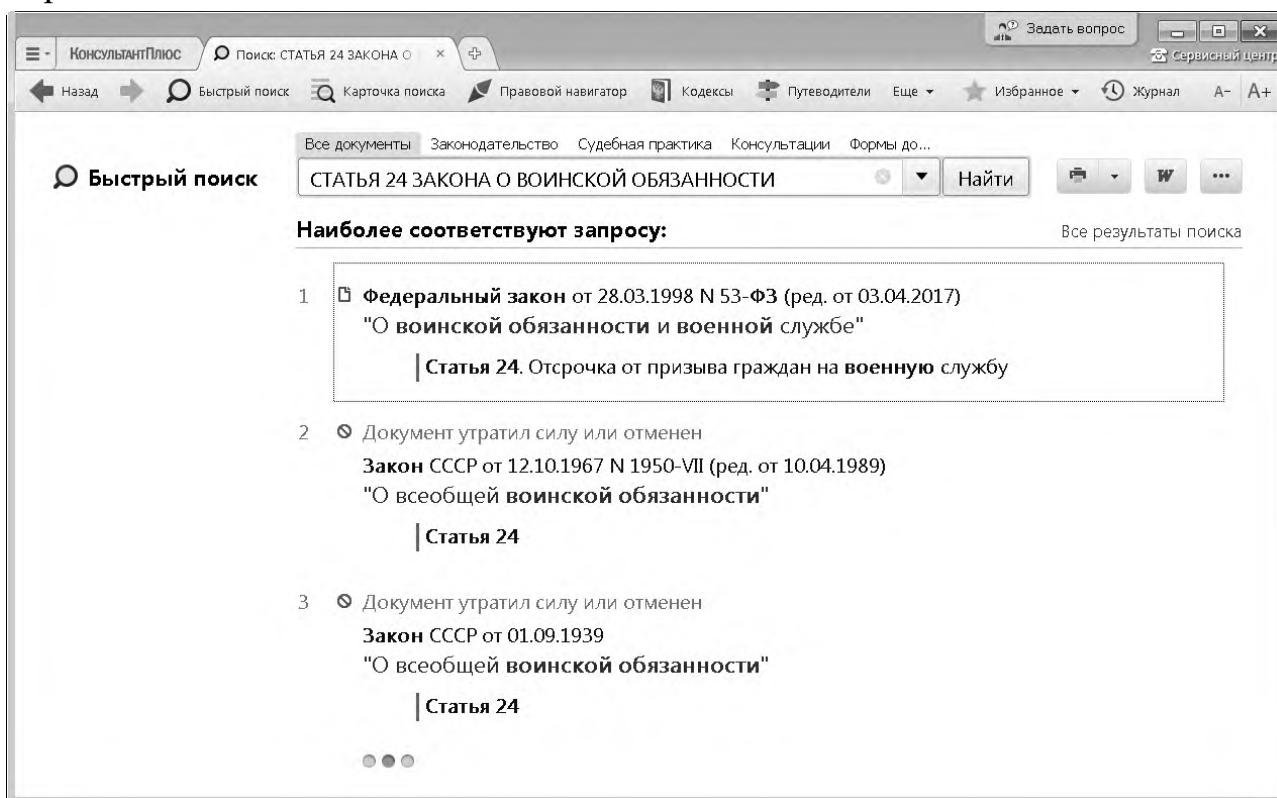 Задать вопрос
КонсультантПлюс Поиск: СТАТЬЯ 24 ЗАКОНА О
Сервисный центр
Назад Быстрый поиск Карточка поиска Правовой навигатор Кодексы Путеводители Еще Избранное Журнал A- A+
Все документы Законодательство Судебная практика Консультации Формы до...
Быстрый поиск СТАТЬЯ 24 ЗАКОНА О ВОИНСКОЙ ОБЯЗАННОСТИ Найти W ...
Наиболее соответствуют запросу: Все результаты поиска
1 Федеральный закон от 28.03.1998 N 53-ФЗ (ред. от 03.04.2017)
"О воинской обязанности и военной службе"
Статья 24. Отсрочка от призыва граждан на военную службу
2 Документ утратил силу или отменен
Закон СССР от 12.10.1967 N 1950-VII (ред. от 10.04.1989)
"О всеобщей воинской обязанности"
Статья 24
3 Документ утратил силу или отменен
Закон СССР от 01.09.1939
"О всеобщей воинской обязанности"
Статья 24